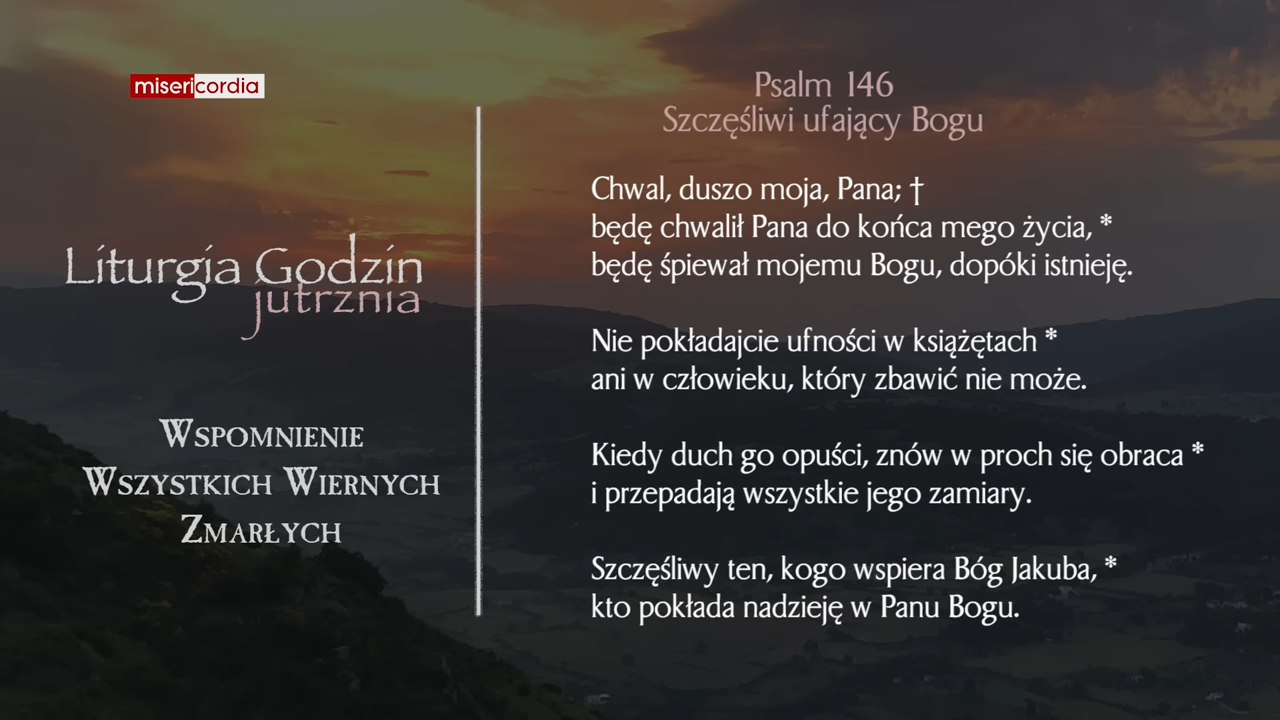 misericordia
Liturgia Godzin
jutrznia
Wspomnienie
Wszystkich Wiernych
Zmarłych
Psalm 146
Szczęśliwi ufający Bogu
Chwal, duszo moja, Pana; †
będę chwalił Pana do końca mego życia, *
będę śpiewał mojemu Bogu, dopóki istnieję.
Nie pokładajcie ufności w książętach *
ani w człowieku, który zbawić nie może.
Kiedy duch go opuści, znów w proch się obraca *
i przepadają wszystkie jego zamiary.
Szczęśliwy ten, kogo wspiera Bóg Jakuba, *
kto pokłada nadzieję w Panu Bogu.